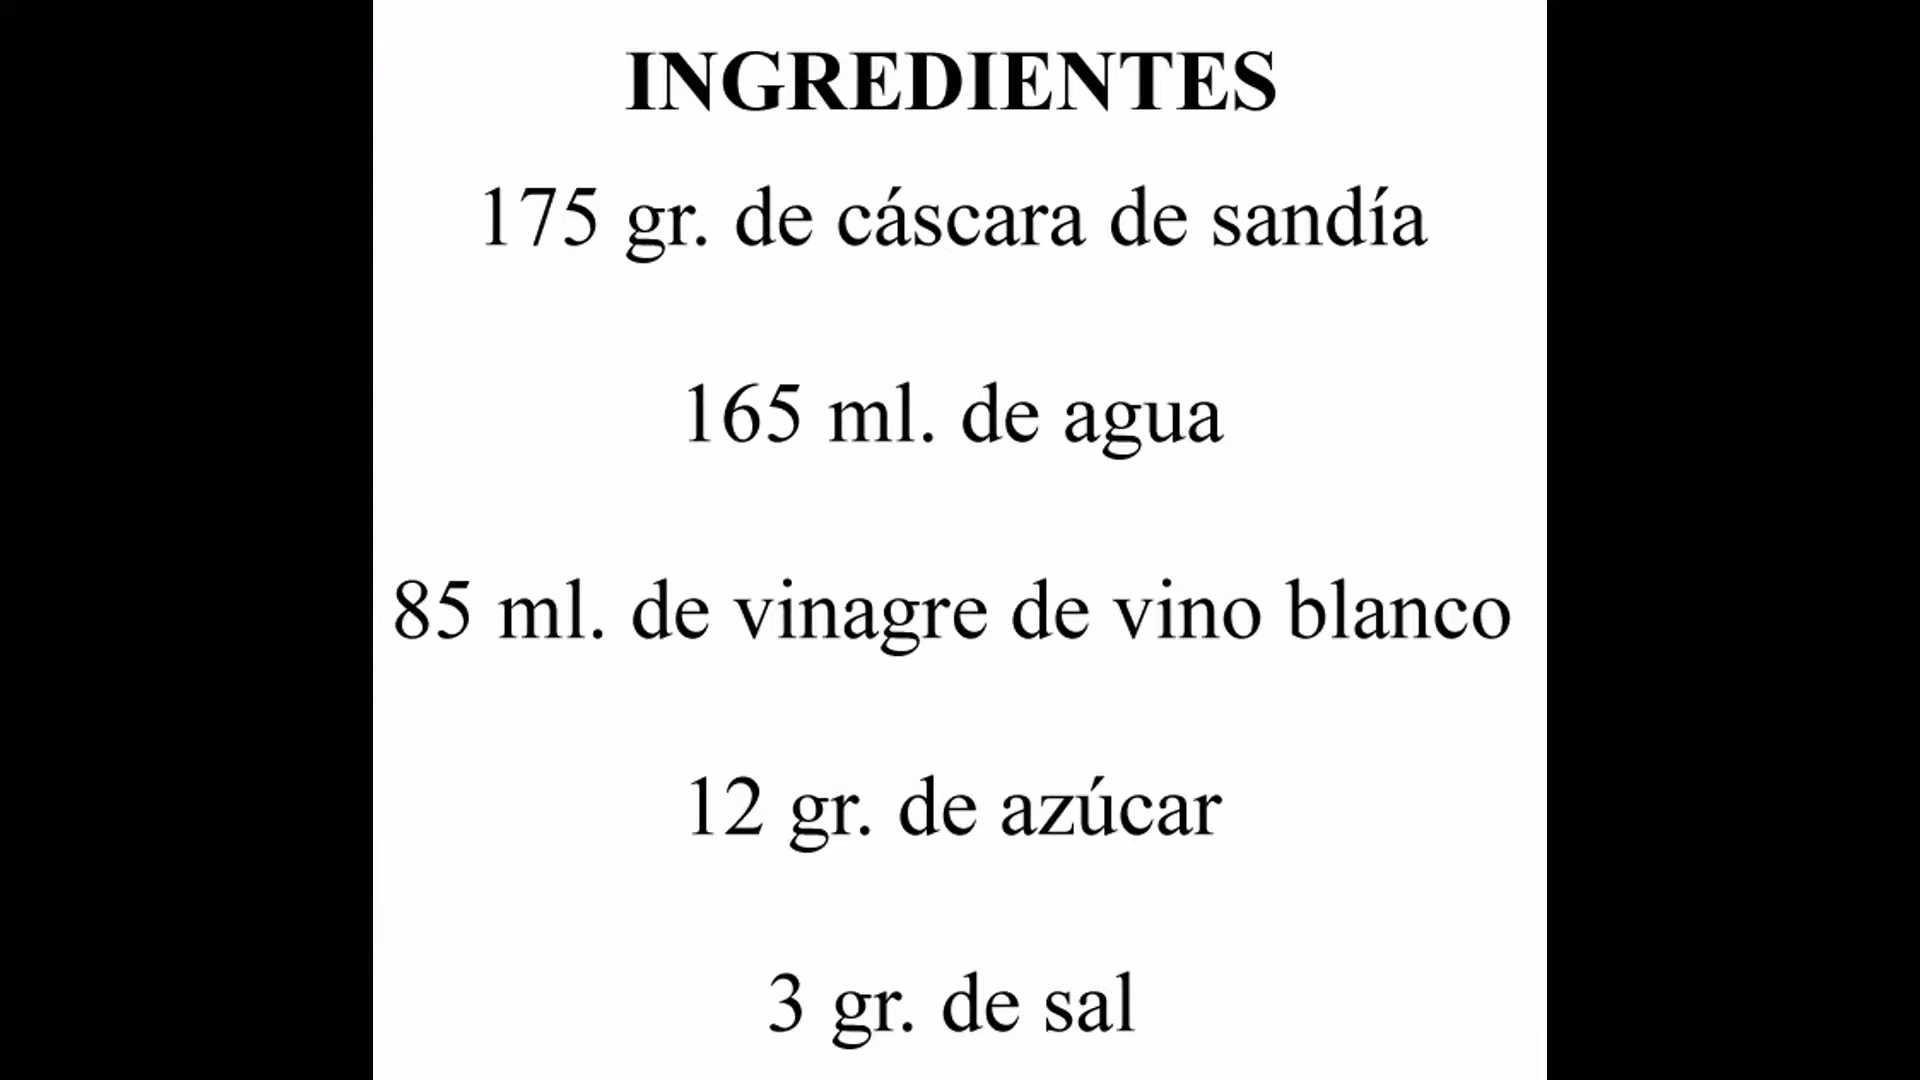 INGREDIENTES
175 gr. de cáscara de sandía
165 ml. de agua
85 ml. de vinagre de vino blanco
12 gr. de azúcar
3 gr. de sal